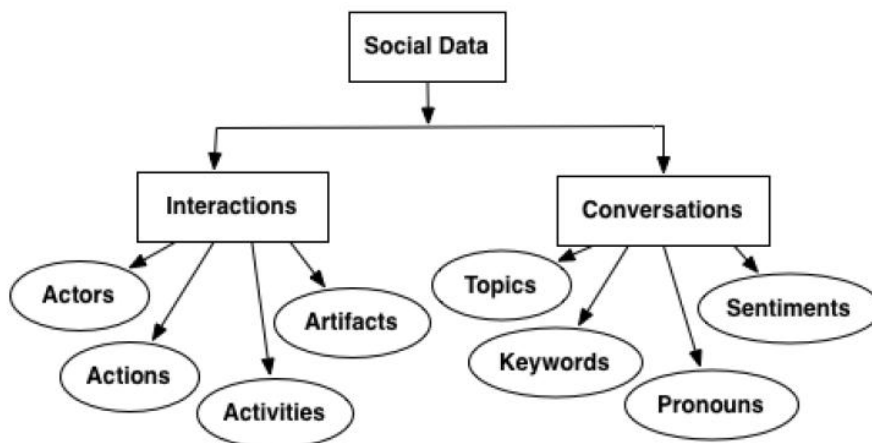 Social Data
Interactions
Conversations
Actors
Actions
Activities
Artifacts
Topics
Keywords
Pronouns
Sentiments